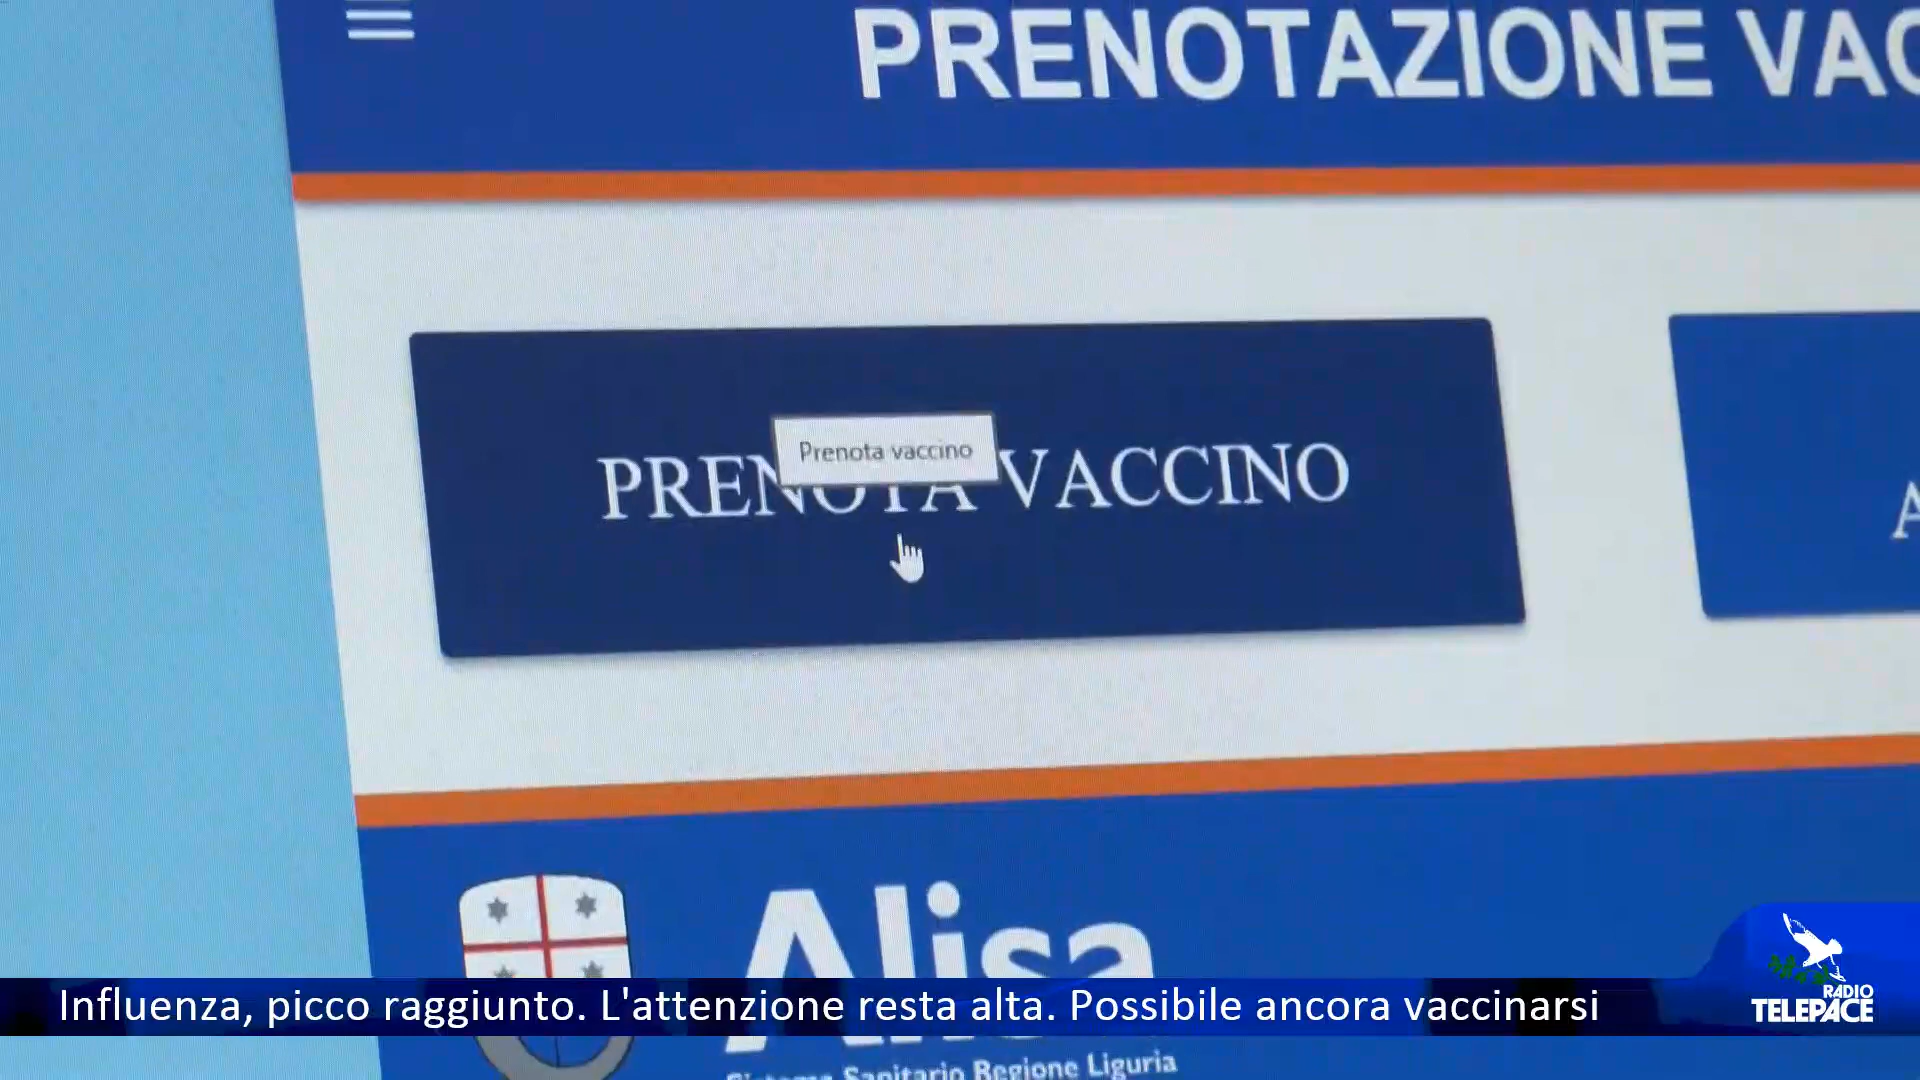 PRENOTAZIONE
Prenota vaccino
PRENOTA VACCINO
Alisa
Influenza, picco raggiunto. L'attenzione resta alta. Possibile ancora vaccinarsi
RADIO
TELEPACE
Sistema Sanitario Regione Liguria